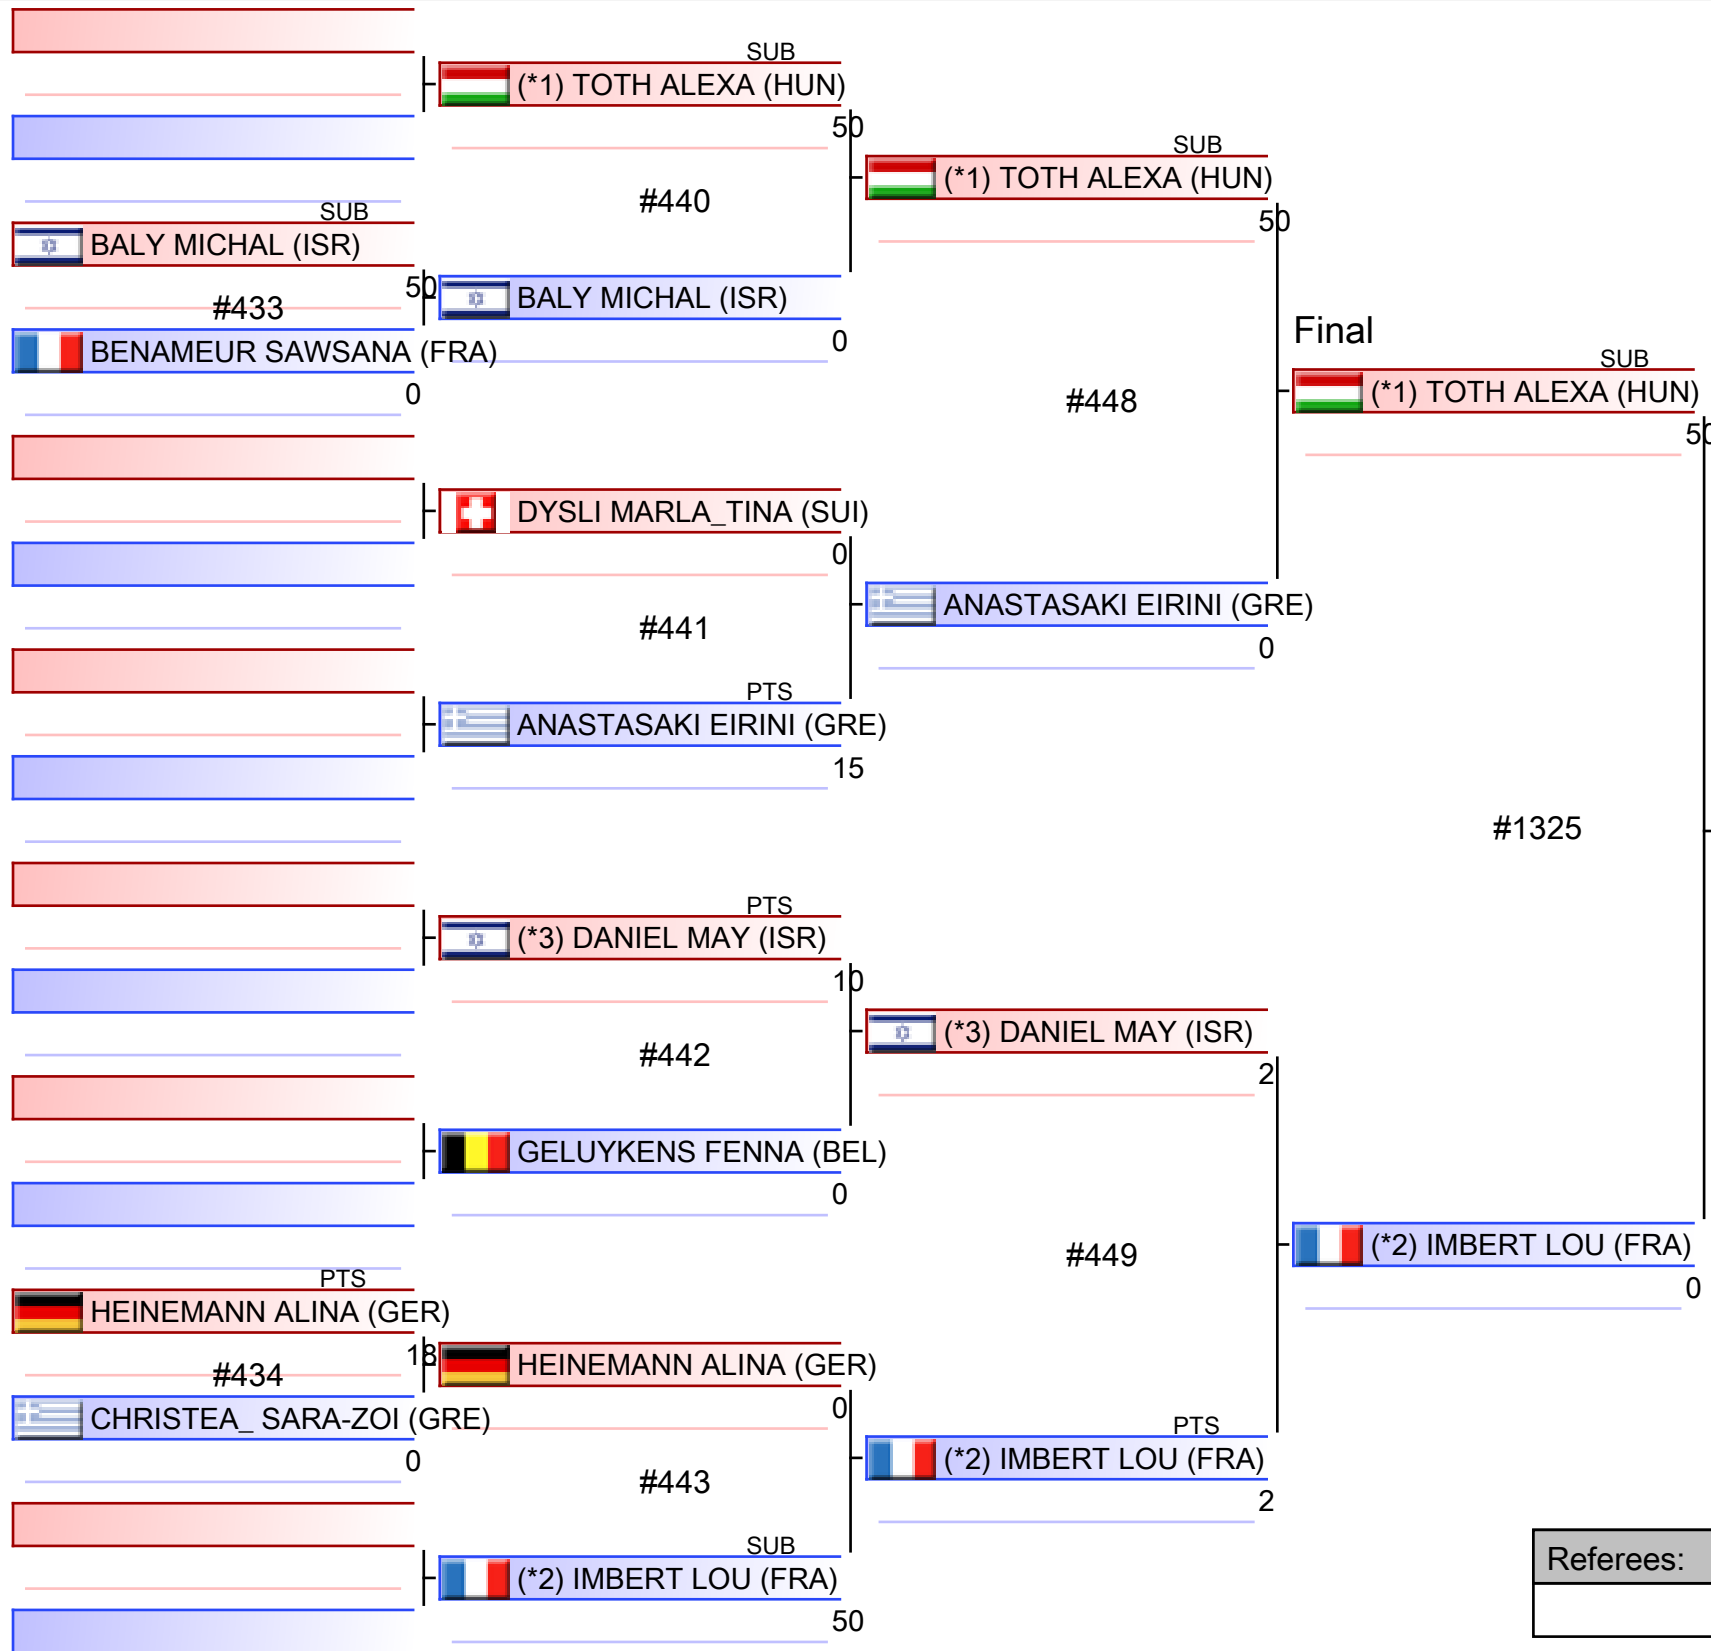 SUB
(*1) TOTH ALEXA (HUN)
50
SUB
(*1) TOTH ALEXA (HUN)
#440
SUB
50
BALY MICHAL (ISR)
50
BALY MICHAL (ISR)
#433
Final
0
BENAMEUR SAWSANA (FRA)
SUB
0
(*1) TOTH ALEXA (HUN)
#448
50
DYSLI MARLA_TINA (SUI)
0
ANASTASAKI EIRINI (GRE)
#441
0
PTS
ANASTASAKI EIRINI (GRE)
15
#1325
PTS
(*3) DANIEL MAY (ISR)
10
(*3) DANIEL MAY (ISR)
#442
2
GELUYKENS FENNA (BEL)
0
#449
(*2) IMBERT LOU (FRA)
PTS
0
HEINEMANN ALINA (GER)
18
HEINEMANN ALINA (GER)
#434
0
CHRISTEA_ SARA-ZOI (GRE)
PTS
0
(*2) IMBERT LOU (FRA)
#443
2
SUB
Referees:
(*2) IMBERT LOU (FRA)
50